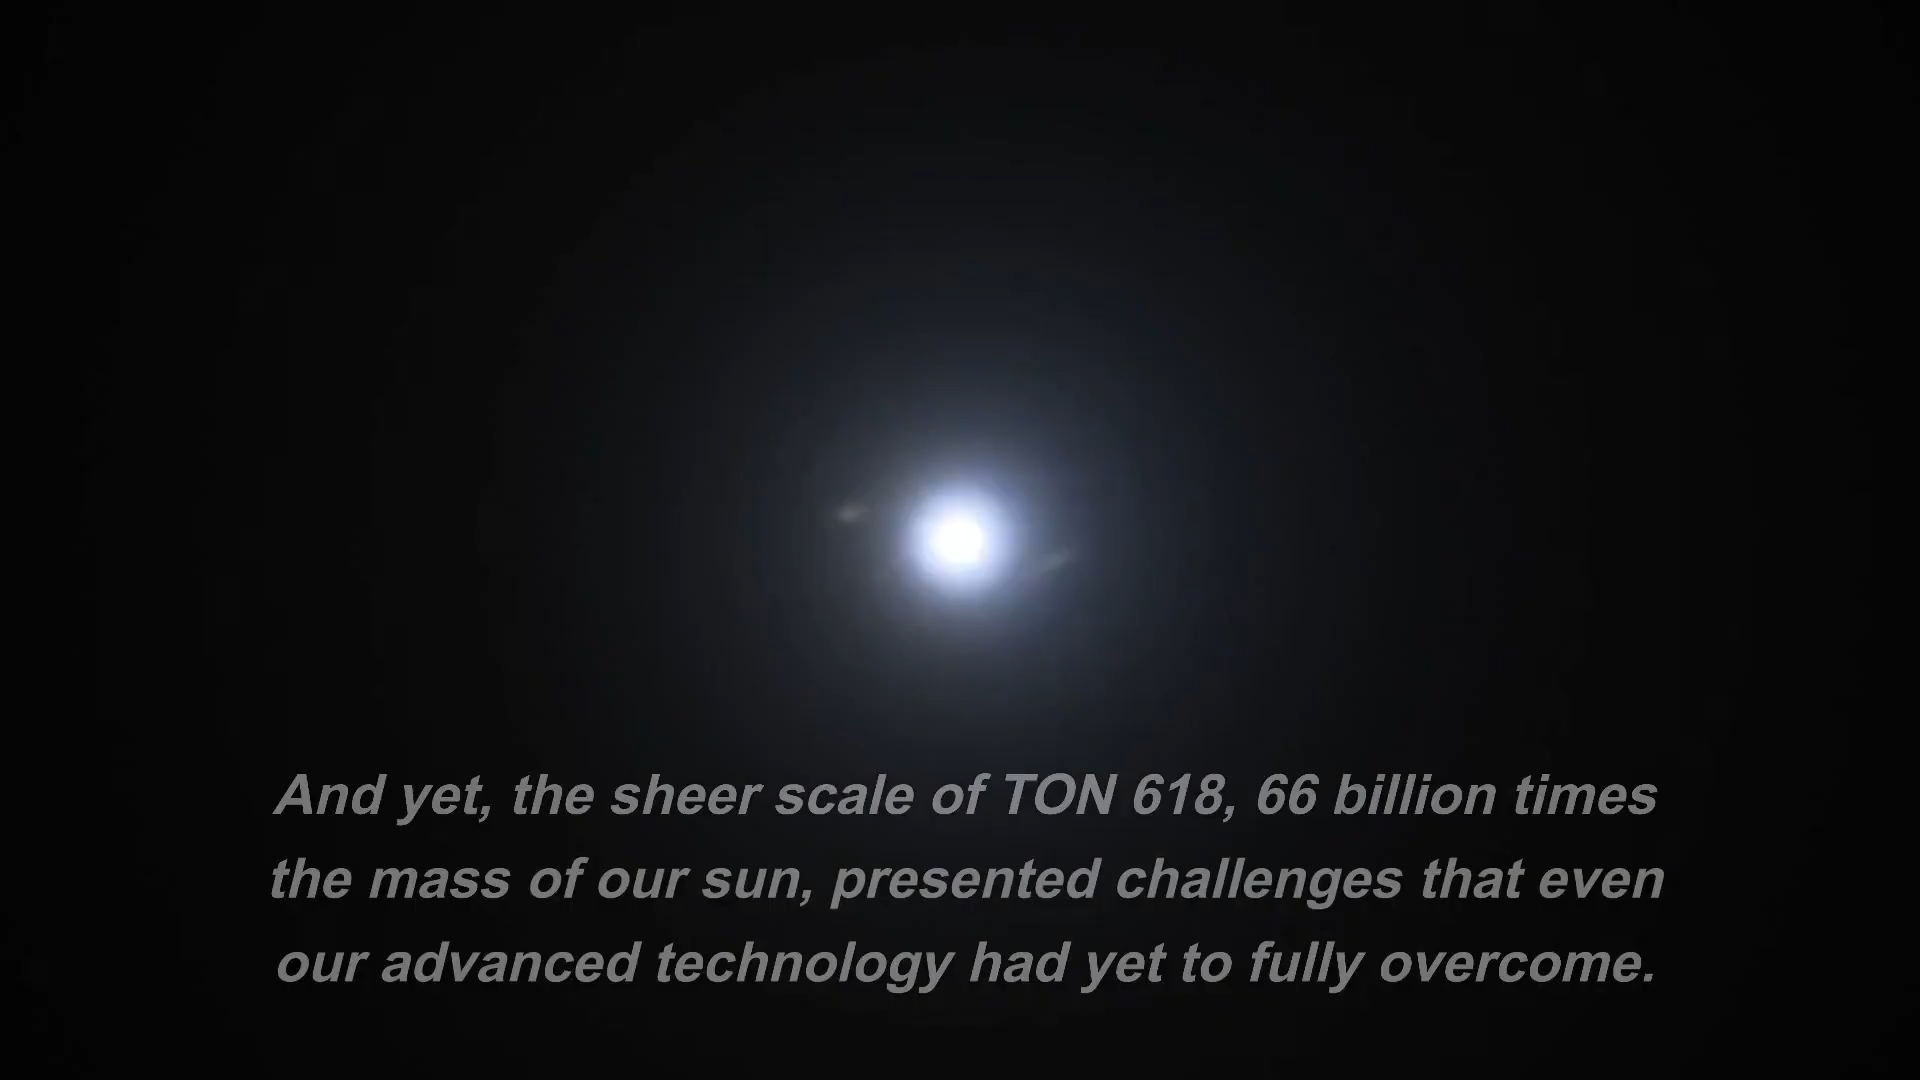 And yet, the sheer scale of TON 618, 66 billion times
the mass of our sun, presented challenges that even
our advanced technology had yet to fully overcome.